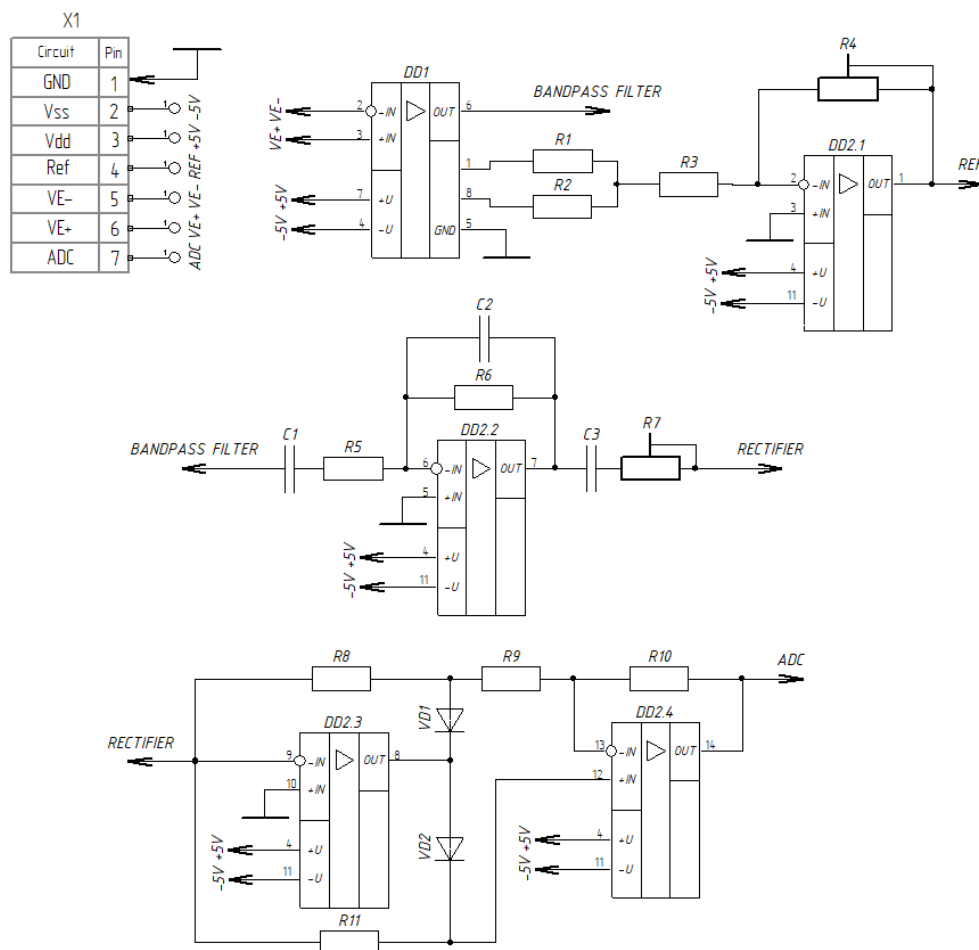 X1
Circuit Pin
GND 1
Vss 2 1 -5V
Vdd 3 1 +5V
Ref 4 1 REF
VE- 5 1 VE-
VE+ 6 1 VE+
ADC 7 1 ADC
DD1
VE- 2 -IN OUT 6 BANDPASS FILTER
VE+ 3 +IN
1 R1
+5V 7 +U 8 R2
-5V 4 -U GND 5
R3
R4
DD2.1
2 -IN OUT 1 REF
3 +IN
+5V 4 +U
-5V 11 -U
C2
R6
BANDPASS FILTER C1 R5
DD2.2
6 -IN OUT 7 C3 R7 RECTIFIER
5 +IN
+5V 4 +U
-5V 11 -U
R8 R9 R10 ADC
VD1
RECTIFIER
DD2.3
9 -IN OUT 8
10 +IN
+5V 4 +U
-5V 11 -U
VD2
R11
DD2.4
13 -IN OUT 14
12 +IN
+5V 4 +U
-5V 11 -U